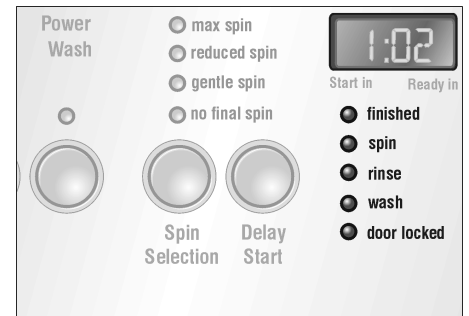 Power
Wash
max spin
reduced spin
gentle spin
no final spin
Spin
Selection
Delay
Start
1:02
Start in
Ready in
finished
spin
rinse
wash
door locked